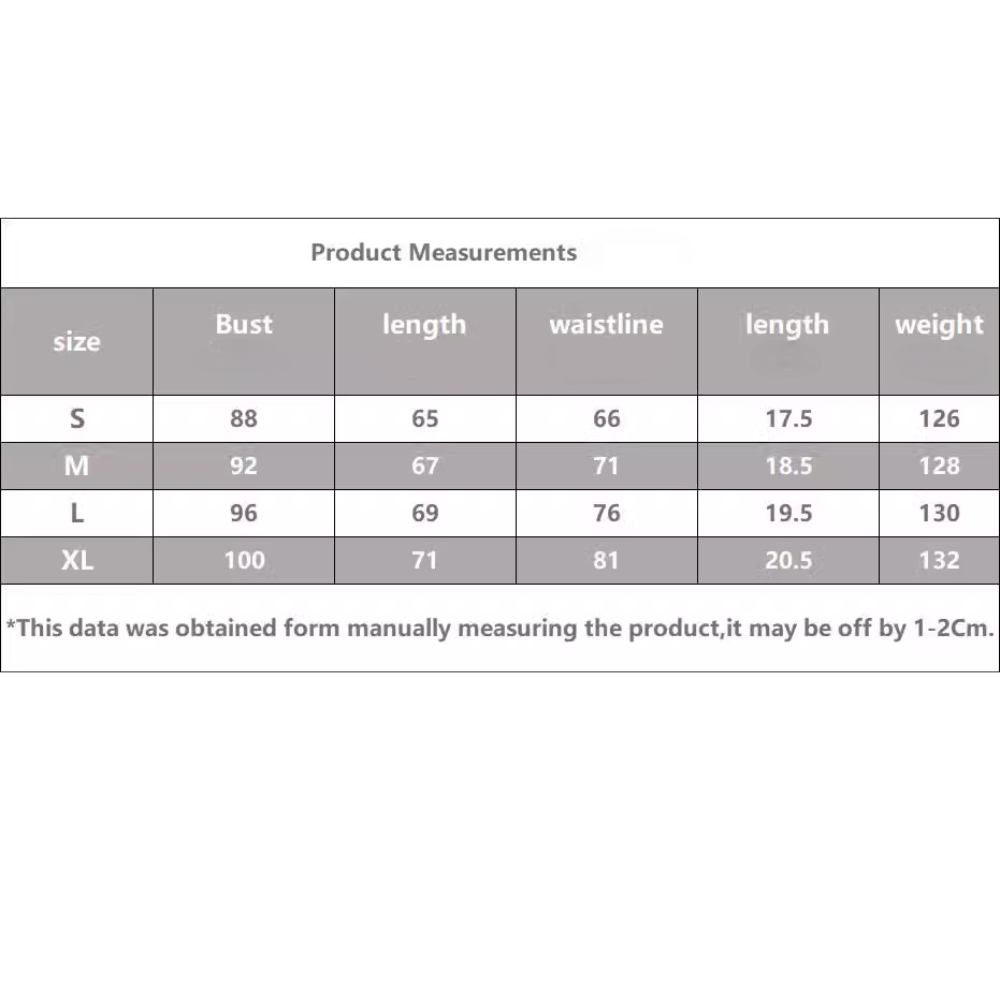 Product Measurements
size Bust length waistline length weight
S 88 65 66 17.5 126
M 92 67 71 18.5 128
L 96 69 76 19.5 130
XL 100 71 81 20.5 132
*This data was obtained form manually measuring the product,it may be off by 1-2Cm.